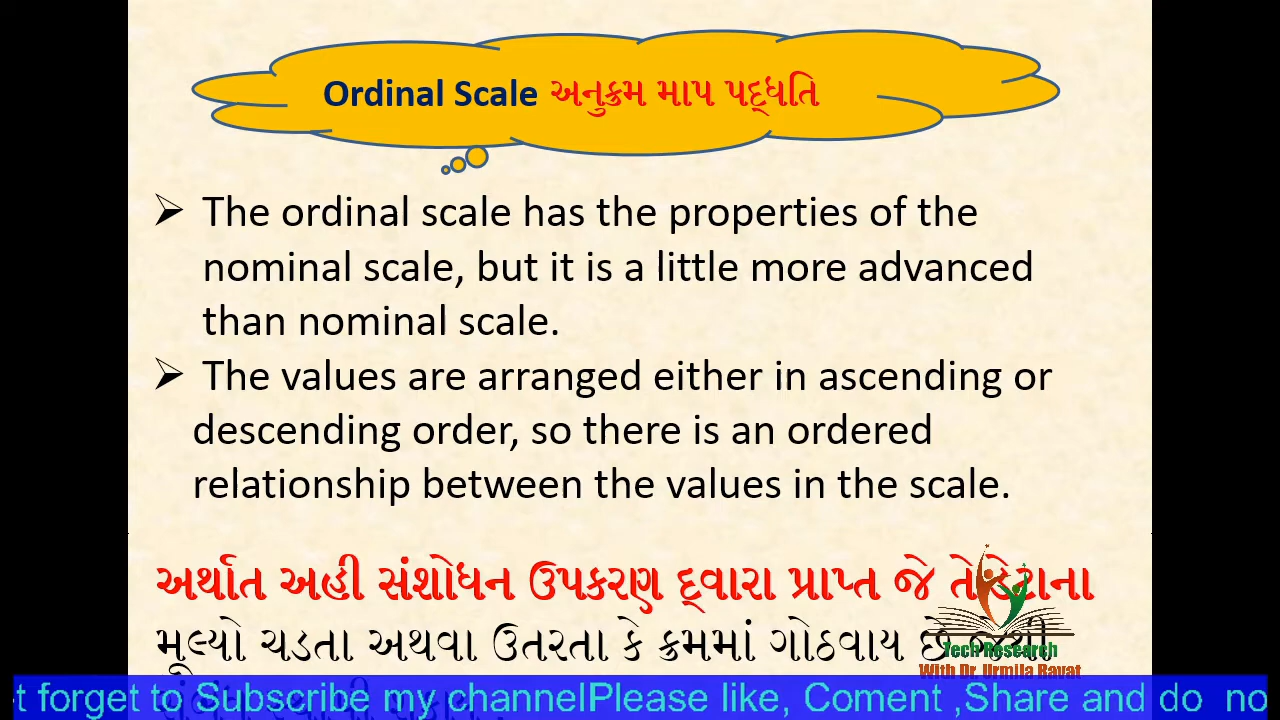 Ordinal Scale અનુક્રમ માપ પદ્ધતિ
➢ The ordinal scale has the properties of the
nominal scale, but it is a little more advanced
than nominal scale.
➢ The values are arranged either in ascending or
descending order, so there is an ordered
relationship between the values in the scale.
અર્થાત અહી સંશોધન ઉપકરણ દ્વારા પ્રાપ્ત જે તે ડેટાના
મૂલ્યો ચડતા અથવા ઉતરતા કે ક્રમમાં ગોઠવાય છે જેથી
Tech Research
With Dr. Urmila Ravat
t forget to Subscribe my channelPlease like, Coment ,Share and do no